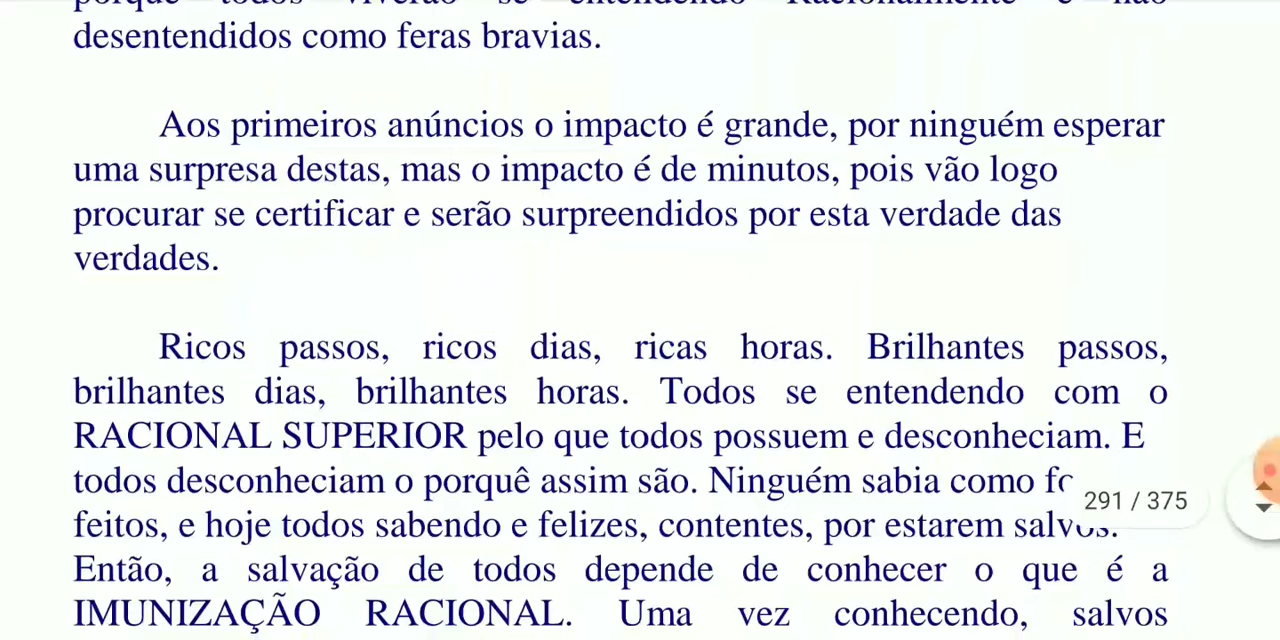 desentendidos como feras bravias.
Aos primeiros anúncios o impacto é grande, por ninguém esperar
uma surpresa destas, mas o impacto é de minutos, pois vão logo
procurar se certificar e serão surpreendidos por esta verdade das
verdades.
Ricos passos, ricos dias, ricas horas. Brilhantes passos,
brilhantes dias, brilhantes horas. Todos se entendendo com o
RACIONAL SUPERIOR pelo que todos possuem e desconheciam. E
todos desconheciam o porquê assim são. Ninguém sabia como
291 / 375
feitos, e hoje todos sabendo e felizes, contentes, por estarem salvos.
Então, a salvação de todos depende de conhecer o que é a
IMUNIZAÇÃO RACIONAL. Uma vez conhecendo, salvos